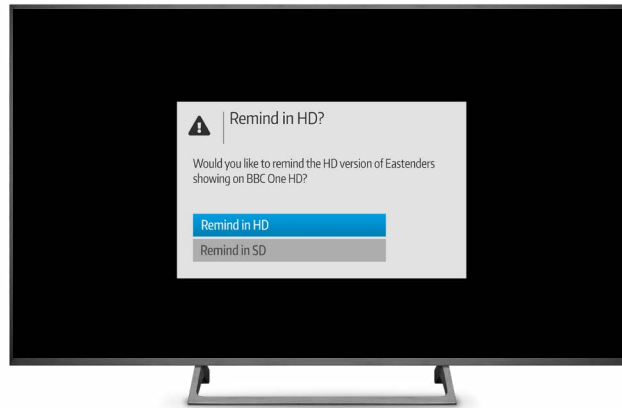 Remind in HD?
Would you like to remind the HD version of Eastenders
showing on BBC One HD?
Remind in HD
Remind in SD